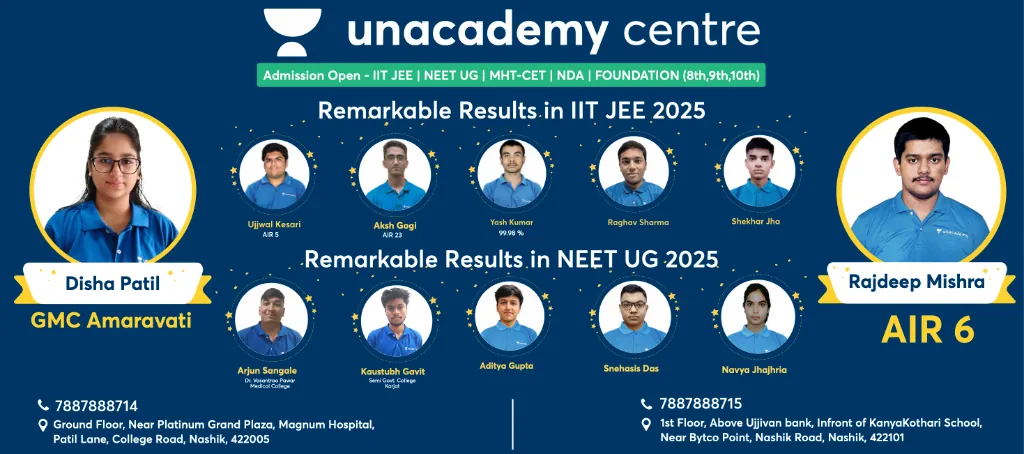 unacademy centre
Admission Open - IIT JEE | NEET UG | MHT-CET | NDA | FOUNDATION (8th,9th,10th)
Remarkable Results in IIT JEE 2025
Ujjwal Kesari
AIR 5
Aksh Gogi
AIR 23
Yash Kumar
99.98 %
Raghav Sharma
Shekhar Jha
Remarkable Results in NEET UG 2025
Disha Patil
GMC Amaravati
Rajdeep Mishra
AIR 6
Arjun Sangale
Dr. Vasantrao Pawar
Medical College
Kaustubh Gavit
Semi Govt. College
Karjat
Aditya Gupta
Snehasis Das
Navya Jhajhria
7887888714
Ground Floor, Near Platinum Grand Plaza, Magnum Hospital,
Patil Lane, College Road, Nashik, 422005
7887888715
1st Floor, Above Ujjivan bank, Infront of KanyaKothari School,
Near Bytco Point, Nashik Road, Nashik, 422101